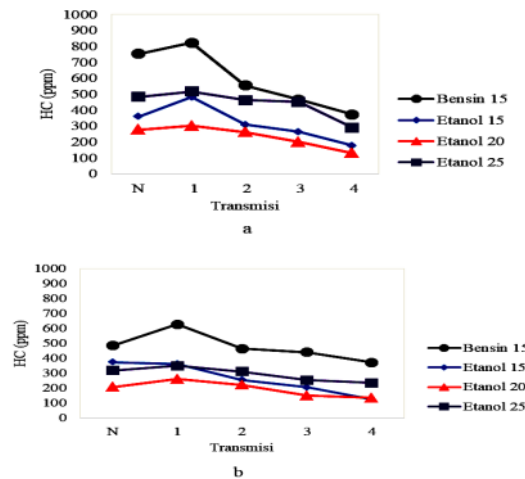 1000
900
800
700
600
500
400
300
200
100
0
HC (ppm)
N 1 2 3 4
Transmisi
Bensin 15
Etanol 15
Etanol 20
Etanol 25
a
1000
900
800
700
600
500
400
300
200
100
0
HC (ppm)
N 1 2 3 4
Transmisi
Bensin 15
Etanol 15
Etanol 20
Etanol 25
b